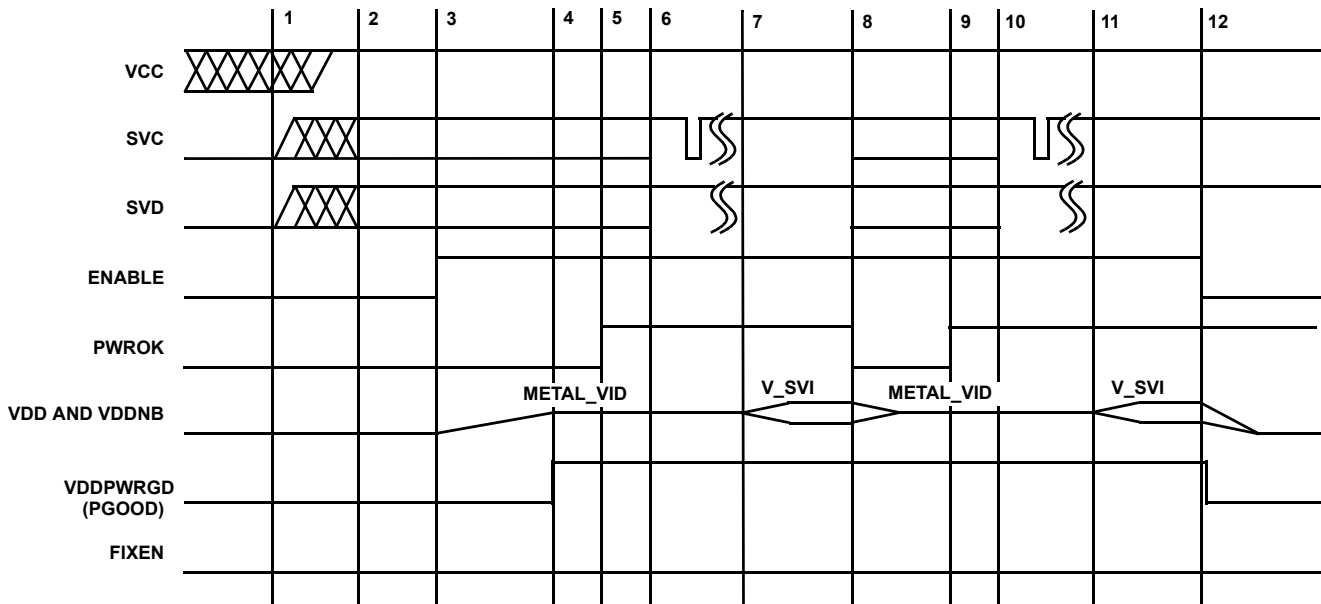 1 2 3 4 5 6 7 8 9 10 11 12
VCC
SVC
SVD
ENABLE
PWROK
METAL_VID V_SVI METAL_VID V_SVI
VDD AND VDDNB
VDDPWRGD
(PGOOD)
FIXEN